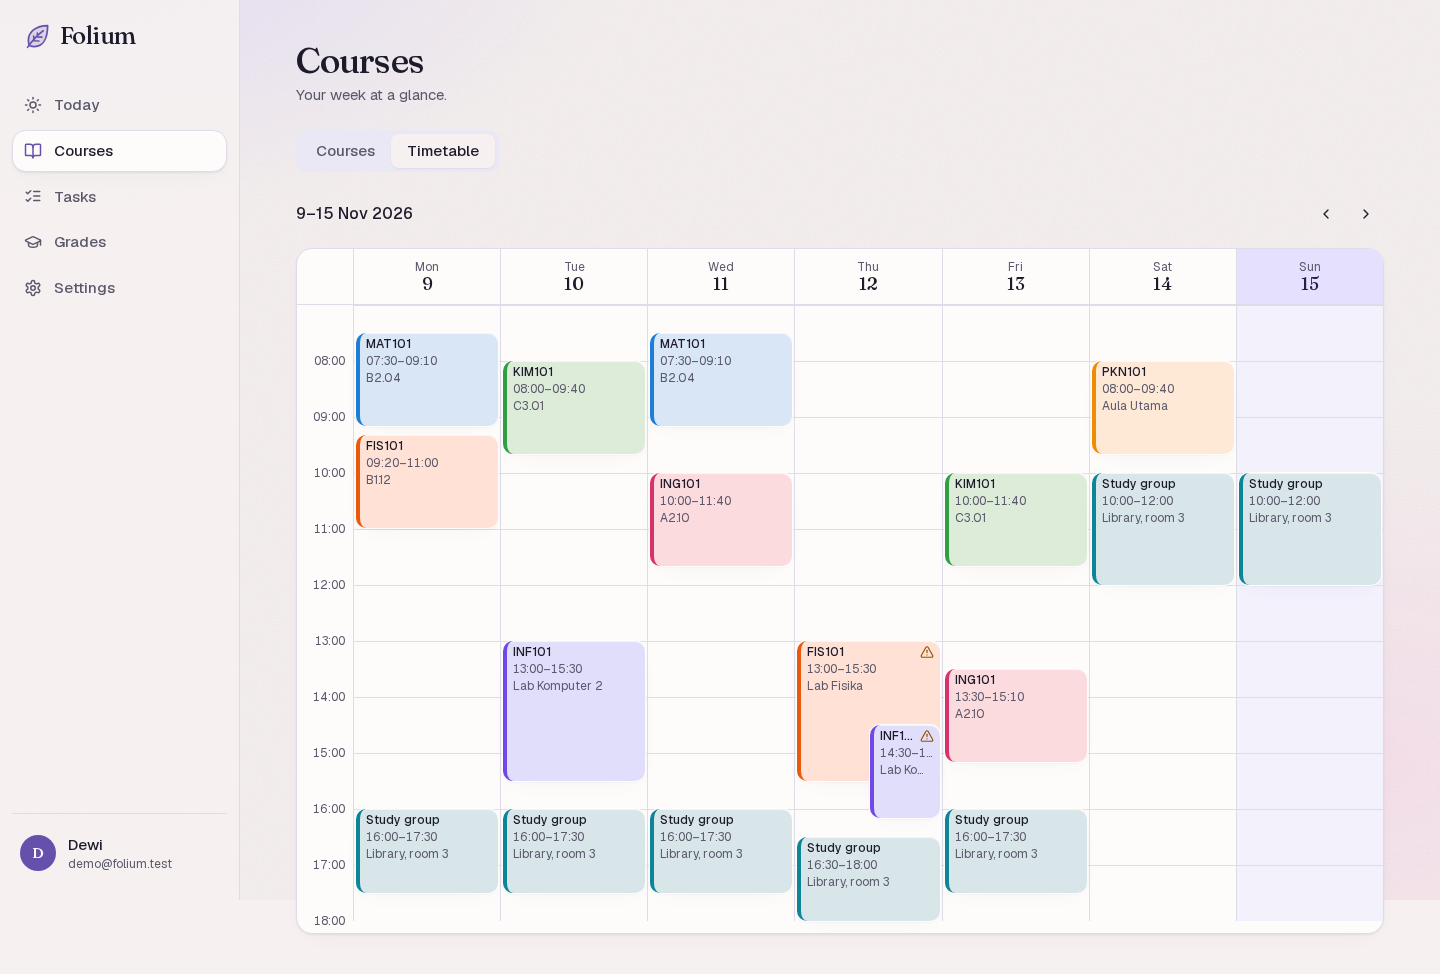 Folium
Today
Courses
Tasks
Grades
Settings
D
Dewi
demo@folium.test
Courses
Your week at a glance.
Courses
Timetable
9–15 Nov 2026
Mon
9
Tue
10
Wed
11
Thu
12
Fri
13
Sat
14
Sun
15
08:00
09:00
10:00
11:00
12:00
13:00
14:00
15:00
16:00
17:00
18:00
MAT101
07:30–09:10
B2.04
FIS101
09:20–11:00
B1.12
Study group
16:00–17:30
Library, room 3
KIM101
08:00–09:40
C3.01
INF101
13:00–15:30
Lab Komputer 2
Study group
16:00–17:30
Library, room 3
MAT101
07:30–09:10
B2.04
ING101
10:00–11:40
A2.10
Study group
16:00–17:30
Library, room 3
FIS101
13:00–15:30
Lab Fisika
INF1...
14:30–1...
Lab Ko...
Study group
16:30–18:00
Library, room 3
KIM101
10:00–11:40
C3.01
ING101
13:30–15:10
A2.10
Study group
16:00–17:30
Library, room 3
PKN101
08:00–09:40
Aula Utama
Study group
10:00–12:00
Library, room 3
Study group
10:00–12:00
Library, room 3